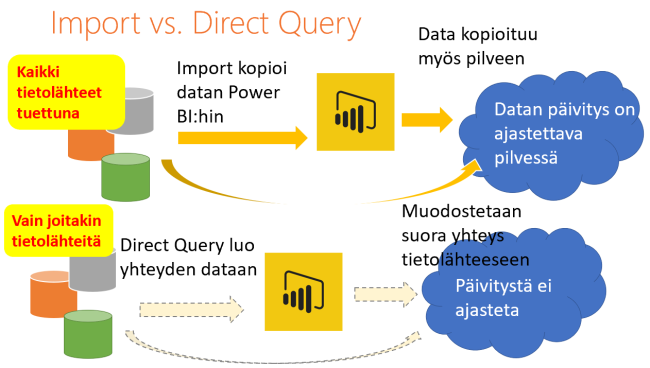 Import vs. Direct Query
Data kopioituu
myös pilveen
Kaikki
tietolähteet
tuettuna
Import kopioi
datan Power
BI:hin
Datan päivitys on
ajastettava
pilvessä
Vain joitakin
tietolähteitä
Direct Query luo
yhteyden dataan
Muodostetaan
suora yhteys
tietolähteeseen
Päivitystä ei
ajasteta